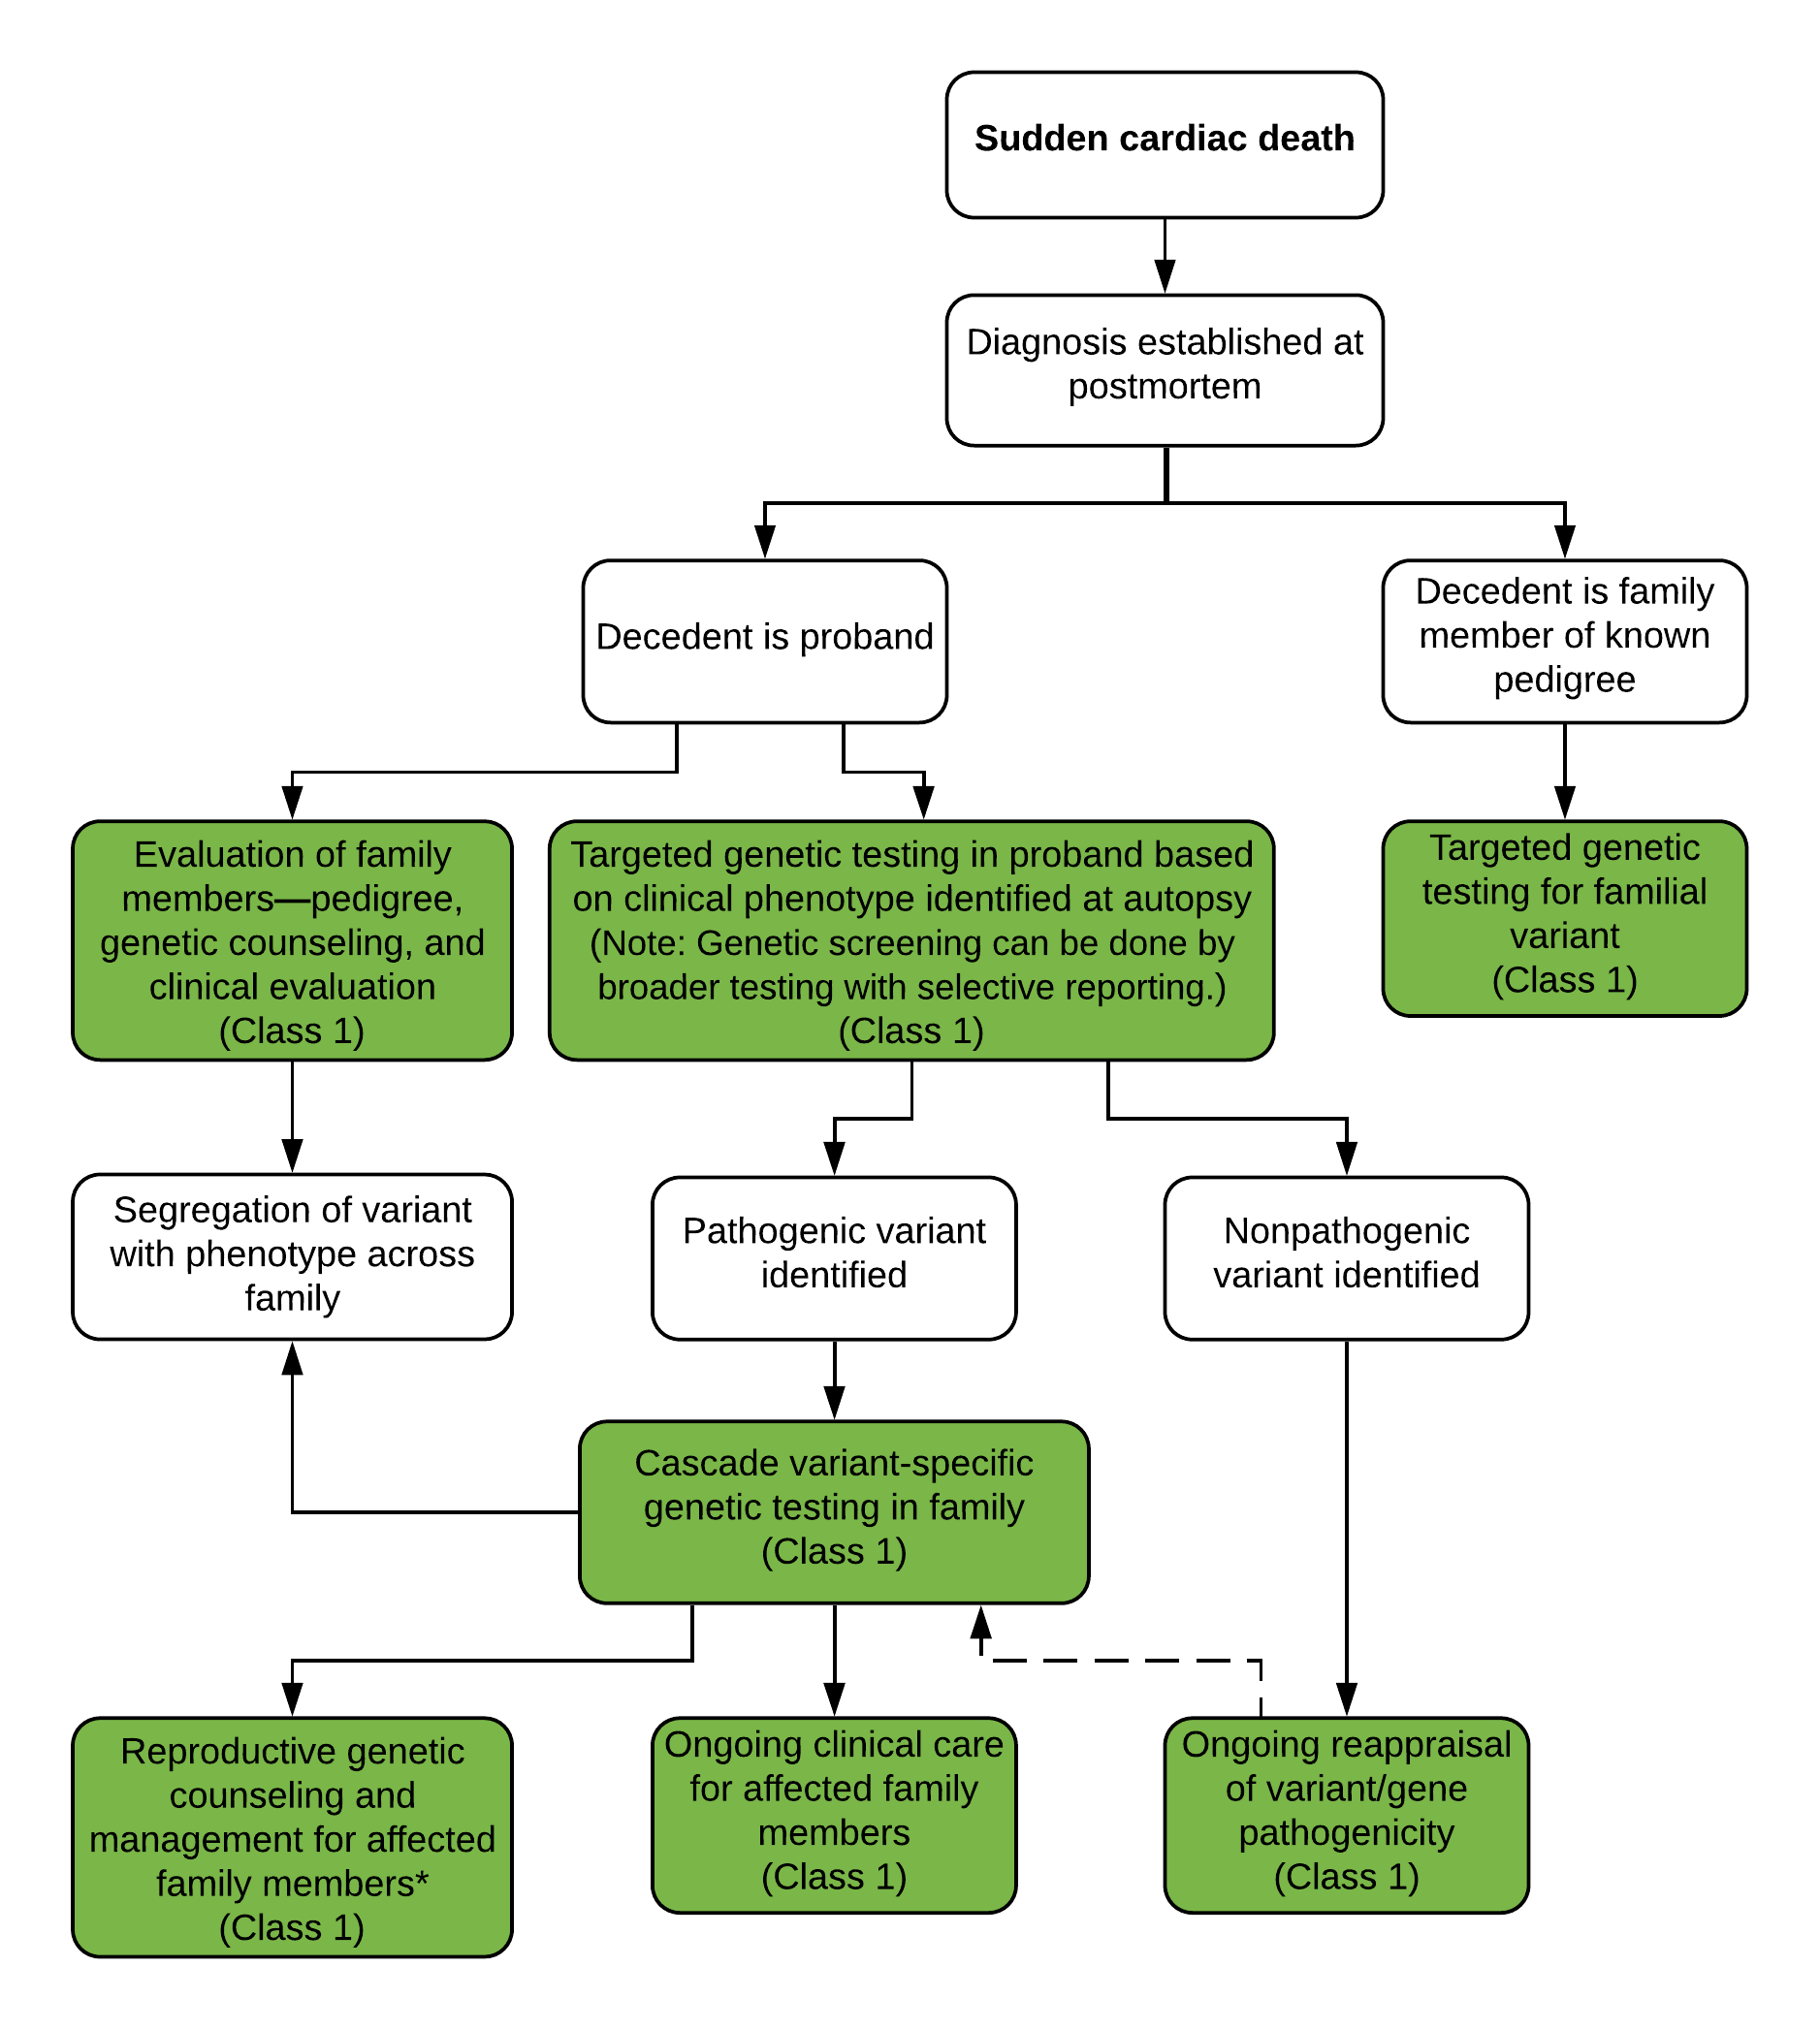 Sudden cardiac death
Diagnosis established at
postmortem
Decedent is proband
Decedent is family
member of known
pedigree
Evaluation of family
members—pedigree,
genetic counseling, and
clinical evaluation
(Class 1)
Targeted genetic testing in proband based
on clinical phenotype identified at autopsy
(Note: Genetic screening can be done by
broader testing with selective reporting.)
(Class 1)
Targeted genetic
testing for familial
variant
(Class 1)
Segregation of variant
with phenotype across
family
Pathogenic variant
identified
Nonpathogenic
variant identified
Cascade variant-specific
genetic testing in family
(Class 1)
Reproductive genetic
counseling and
management for affected
family members*
(Class 1)
Ongoing clinical care
for affected family
members
(Class 1)
Ongoing reappraisal
of variant/gene
pathogenicity
(Class 1)